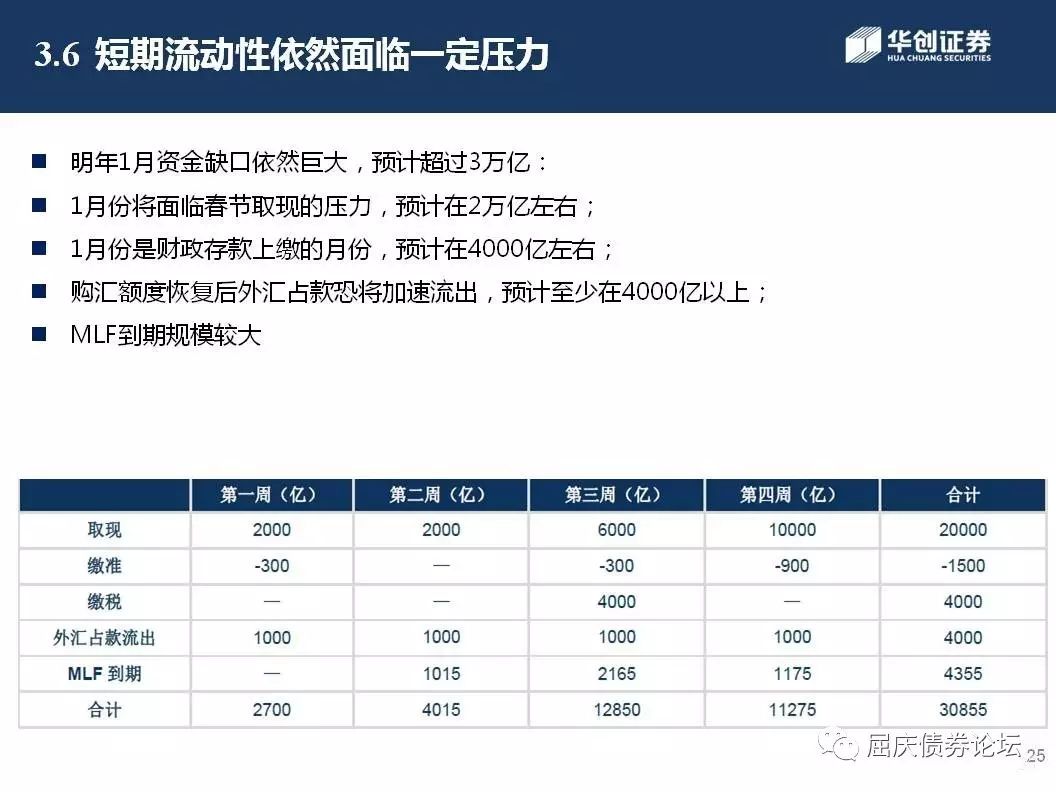 3.6 短期流动性依然面临一定压力
华创证券
HUA CHUANG SECURITIES
明年1月资金缺口依然巨大，预计超过3万亿：
1月份将面临春节取现的压力，预计在2万亿左右；
1月份是财政存款上缴的月份，预计在4000亿左右；
购汇额度恢复后外汇占款恐将加速流出，预计至少在4000亿以上；
MLF到期规模较大
第一周（亿） 第二周（亿） 第三周（亿） 第四周（亿） 合计
取现 2000 2000 6000 10000 20000
缴准 -300 — -300 -900 -1500
缴税 — — 4000 — 4000
外汇占款流出 1000 1000 1000 1000 4000
MLF 到期 — 1015 2165 1175 4355
合计 2700 4015 12850 11275 30855
屈庆债券论坛
25